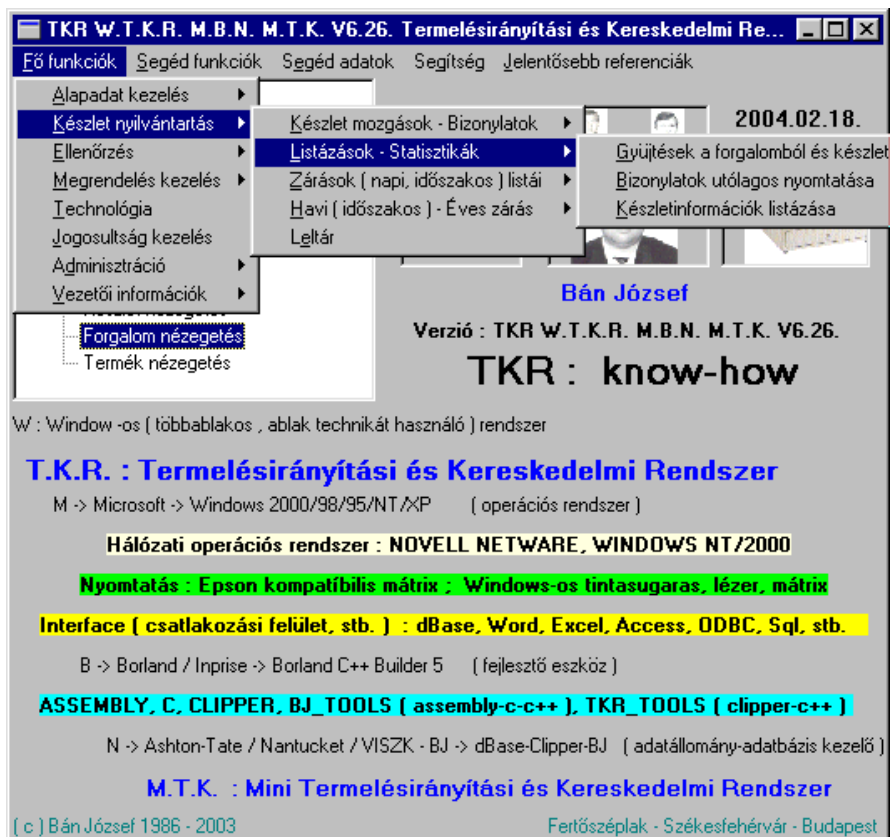 TKR W.T.K.R. M.B.N. M.T.K. V6.26. Termelésirányítási és Kereskedelmi Re...
Fő funkciók Segéd funkciók Segéd adatok Segítség Jelentősebb referenciák
Alapadat kezelés
Készlet nyilvántartás
Ellenőrzés
Megrendelés kezelés
Technológia
Jogosultság kezelés
Adminisztráció
Vezetői információk
Készlet mozgások - Bizonylatok
Listázások - Statisztikák
Zárások ( napi, időszakos ) listái
Havi ( időszakos ) - Éves zárás
Leltár
2004.02.18.
Gyüjtések a forgalomból és készlet
Bizonylatok utólagos nyomtatása
Készletinformációk listázása
Forgalom nézegetés
Termék nézegetés
Bán József
Verzió : TKR W.T.K.R. M.B.N. M.T.K. V6.26.
TKR : know-how
W : Window -os ( többablakos , ablak technikát használó ) rendszer
T.K.R. : Termelésirányítási és Kereskedelmi Rendszer
M -> Microsoft -> Windows 2000/98/95/NT/XP ( operációs rendszer )
Hálózati operációs rendszer : NOVELL NETWARE, WINDOWS NT/2000
Nyomtatás : Epson kompatíbilis mátrix ; Windows-os tintasugaras, lézer, mátrix
Interface ( csatlakozási felület, stb. ) : dBase, Word, Excel, Access, ODBC, Sql, stb.
B -> Borland / Inprise -> Borland C++ Builder 5 ( fejlesztő eszköz )
ASSEMBLY, C, CLIPPER, BJ_TOOLS ( assembly-c-c++ ), TKR_TOOLS ( clipper-c++ )
N -> Ashton-Tate / Nantucket / VISZK - BJ -> dBase-Clipper-BJ ( adatállomány-adatbázis kezelő )
M.T.K. : Mini Termelésirányítási és Kereskedelmi Rendszer
( c ) Bán József 1986 - 2003
Fertőszéplak - Székesfehérvár - Budapest